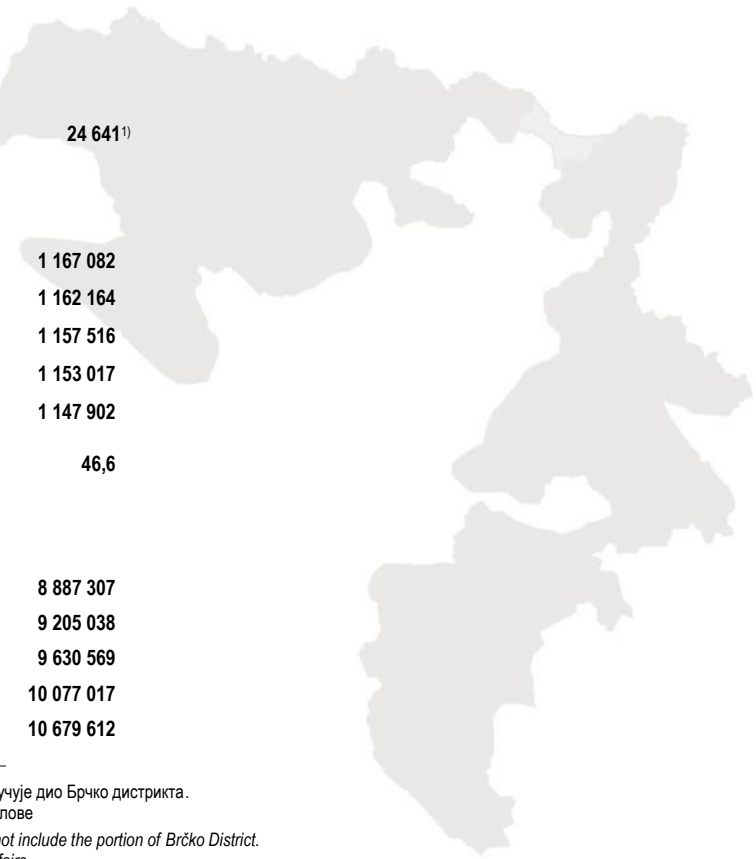 24 641¹⁾
1 167 082
1 162 164
1 157 516
1 153 017
1 147 902
46,6
8 887 307
9 205 038
9 630 569
10 077 017
10 679 612
дио Брчко дистрикта.
not include the portion of Brčko District.